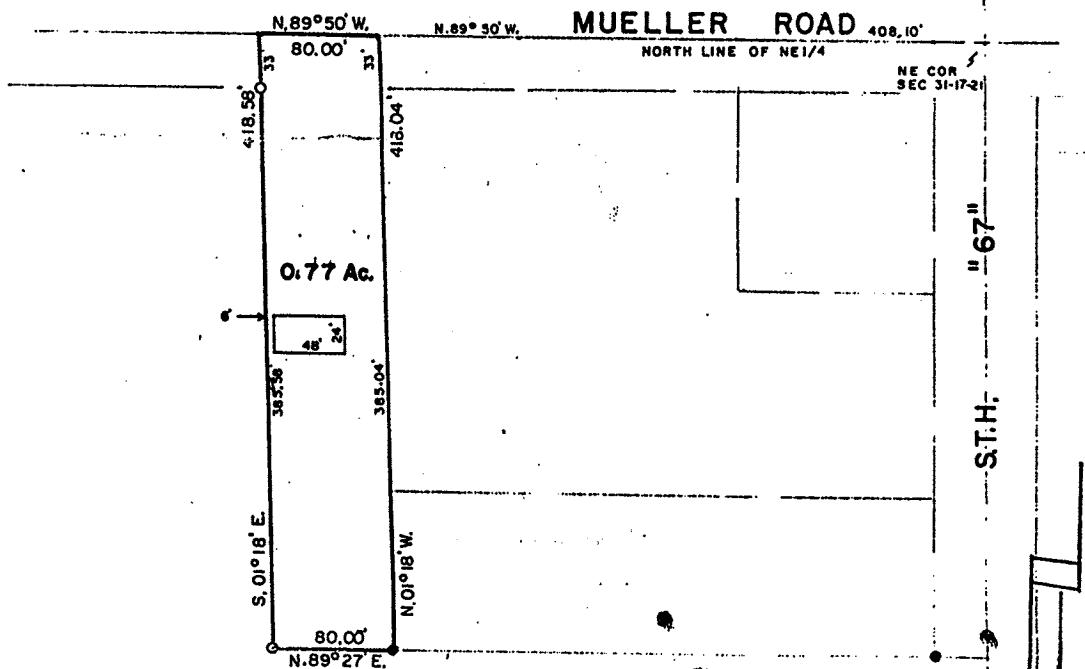 N.89°50'W.
80.00'
N.89°50'W.
MUELLER ROAD
408.10'
NORTH LINE OF NE1/4
NE COR
SEC 31-17-21
33'
33'
418.58'
418.04'
0.77 Ac.
48'
24'
385.58'
385.04'
"67"
S.T.H.
S. 01°18' E.
N.01°18'W.
80.00'
N.89°27'E.